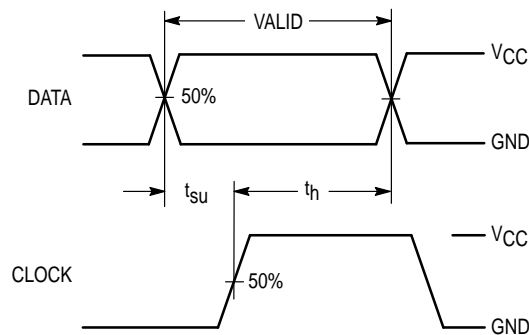 VALID
VCC
DATA
50%
GND
tsu
th
VCC
CLOCK
50%
GND